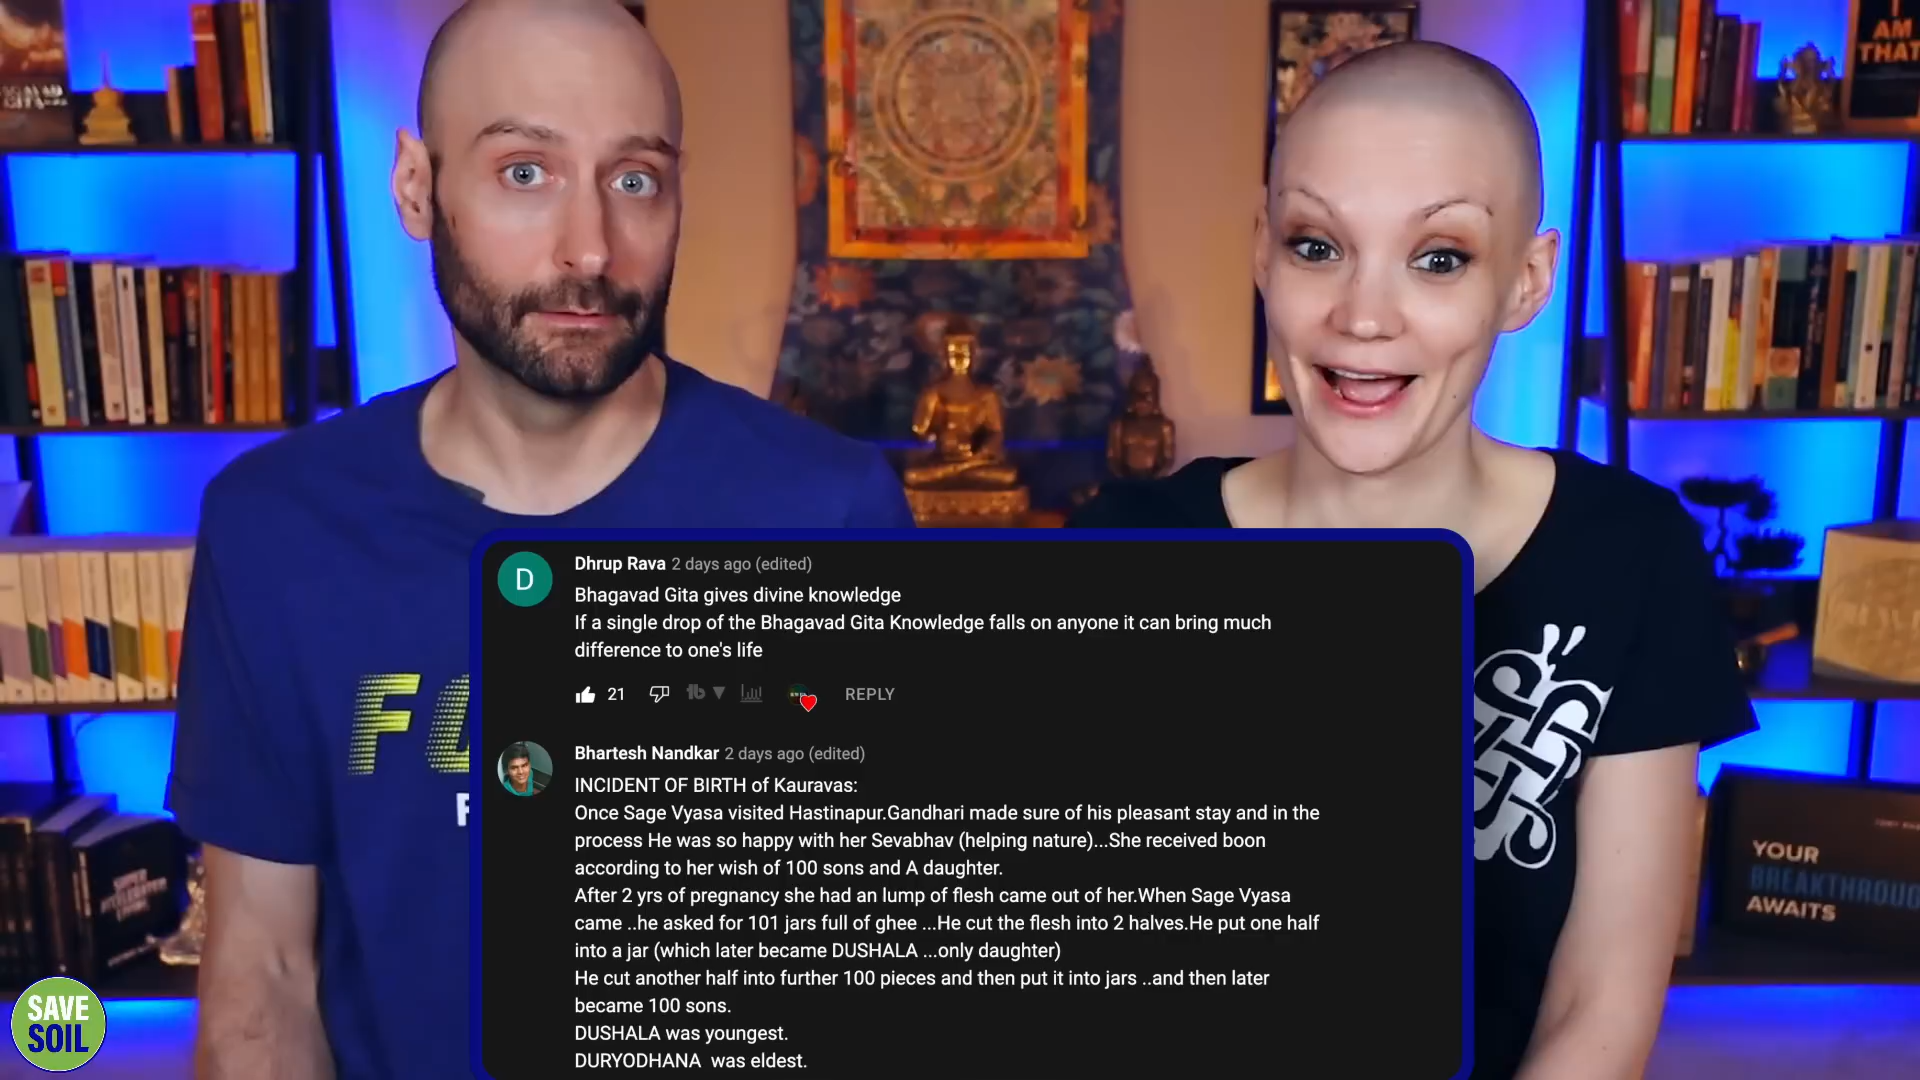 I
AM
THAT
D
Dhrup Rava 2 days ago (edited)
Bhagavad Gita gives divine knowledge
If a single drop of the Bhagavad Gita Knowledge falls on anyone it can bring much
difference to one's life
21
REPLY
Bhartesh Nandkar 2 days ago (edited)
INCIDENT OF BIRTH of Kauravas:
Once Sage Vyasa visited Hastinapur.Gandhari made sure of his pleasant stay and in the
process He was so happy with her Sevabhav (helping nature)...She received boon
according to her wish of 100 sons and A daughter.
After 2 yrs of pregnancy she had an lump of flesh came out of her.When Sage Vyasa
came ..he asked for 101 jars full of ghee ...He cut the flesh into 2 halves.He put one half
into a jar (which later became DUSHALA ...only daughter)
He cut another half into further 100 pieces and then put it into jars ..and then later
became 100 sons.
DUSHALA was youngest.
DURYODHANA was eldest.
YOUR
BREAKTHROUG
AWAITS
SAVE
SOIL